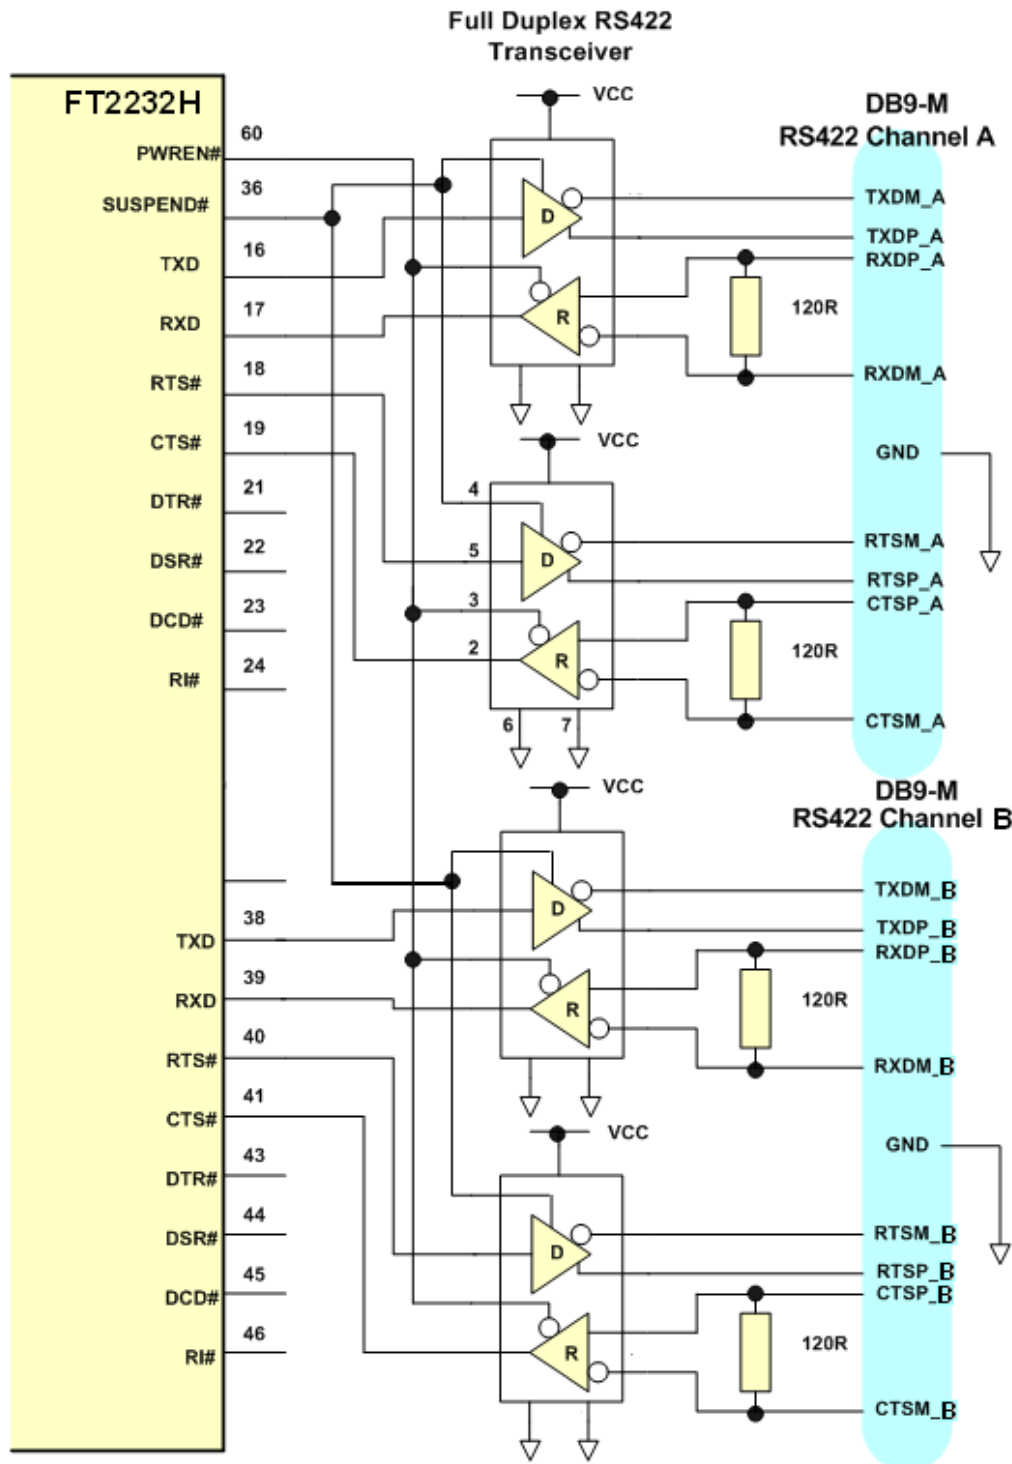 Full Duplex RS422
Transceiver
FT2232H
VCC
DB9-M
RS422 Channel A
60
PWREN#
36
SUSPEND#
D
TXDM_A
16
TXD
TXDP_A
RXDP_A
17
RXD
R
120R
18
RTS#
RXDM_A
19
CTS#
VCC
GND
21
DTR#
4
22
DSR#
5
D
RTSM_A
RTSP_A
23
DCD#
3
CTSP_A
24
RI#
2
R
120R
6
7
CTSM_A
VCC
DB9-M
RS422 Channel B
38
TXD
D
TXDM_B
TXDP_B
RXDP_B
39
RXD
R
120R
40
RTS#
RXDM_B
41
CTS#
VCC
GND
43
DTR#
44
DSR#
D
RTSM_B
RTSP_B
45
DCD#
CTSP_B
46
RI#
R
120R
CTSM_B